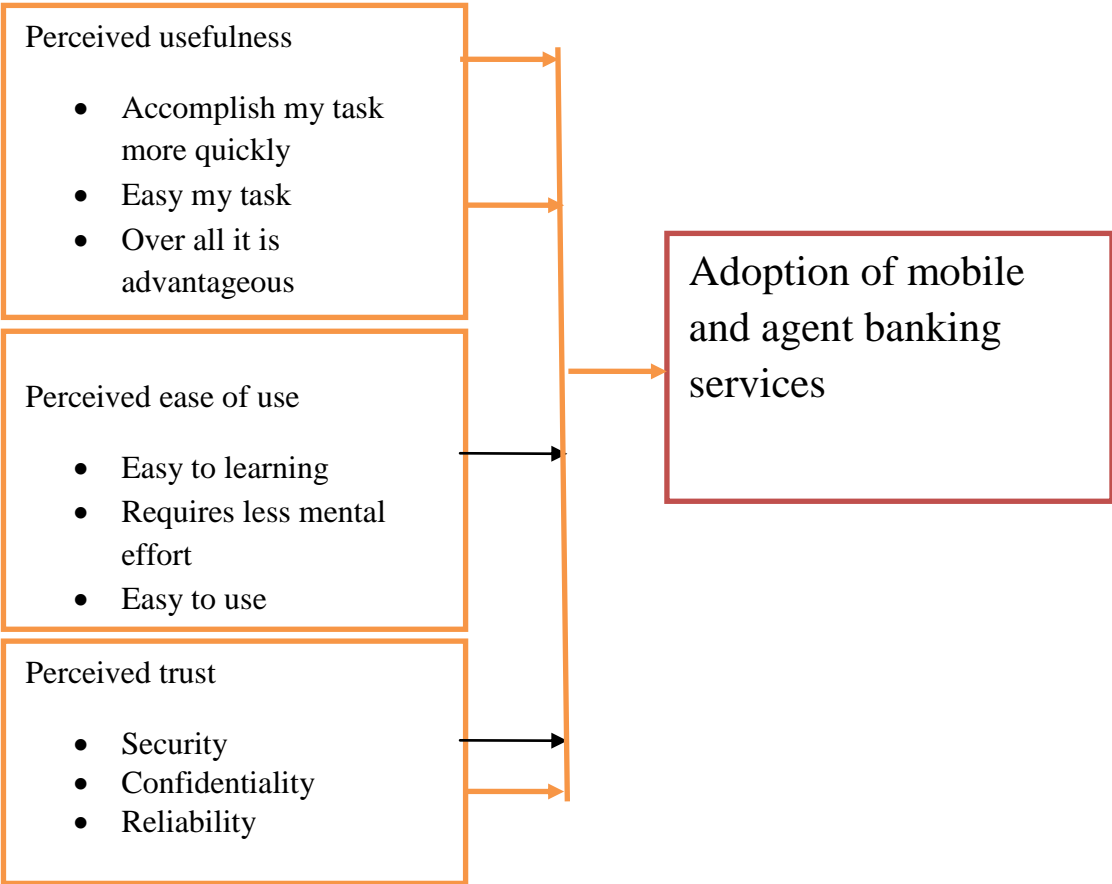 Perceived usefulness
• Accomplish my task
more quickly
• Easy my task
• Over all it is
advantageous
Perceived ease of use
• Easy to learning
• Requires less mental
effort
• Easy to use
Perceived trust
• Security
• Confidentiality
• Reliability
Adoption of mobile
and agent banking
services